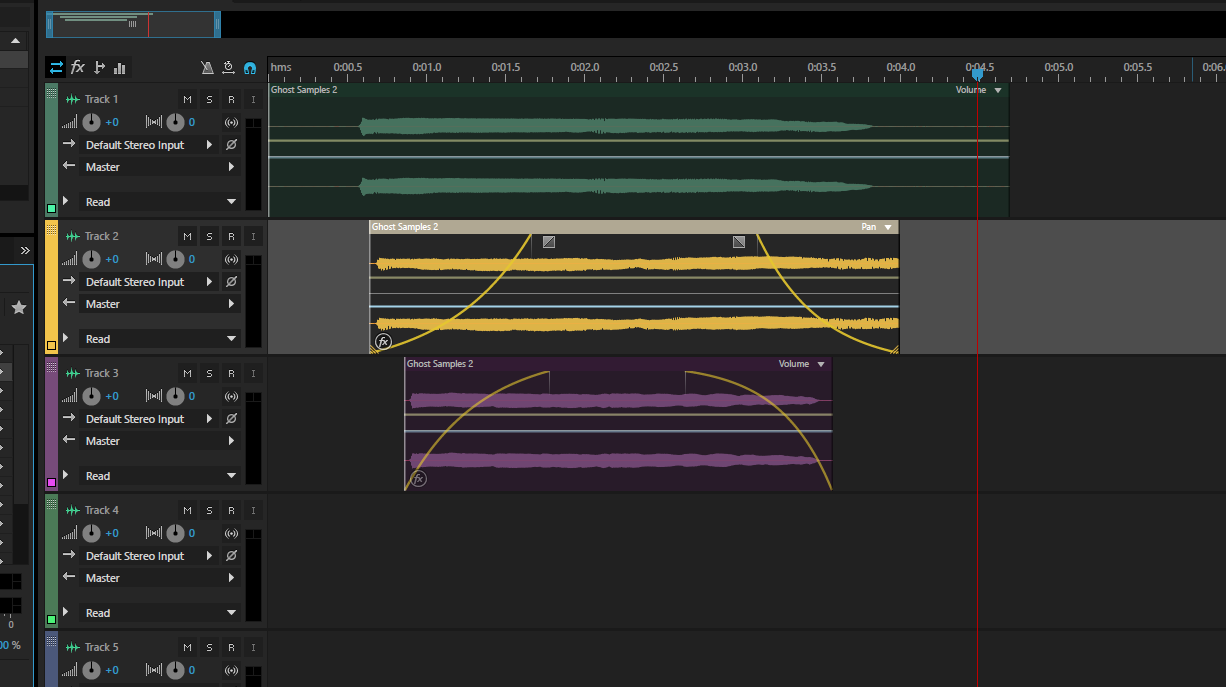 fx
hms 0:00.5 0:01.0 0:01.5 0:02.0 0:02.5 0:03.0 0:03.5 0:04.0 0:04.5 0:05.0 0:05.5 0:06.
Ghost Samples 2 Volume
Track 1 M S R I
+0 0
Default Stereo Input
Master
Read
Ghost Samples 2 Pan
Track 2 M S R I
+0 0
Default Stereo Input
Master
Read
fx
Ghost Samples 2 Volume
Track 3 M S R I
+0 0
Default Stereo Input
Master
Read
fx
Track 4 M S R I
+0 0
Default Stereo Input
Master
Read
0
00 %
Track 5 M S R I
+0 0